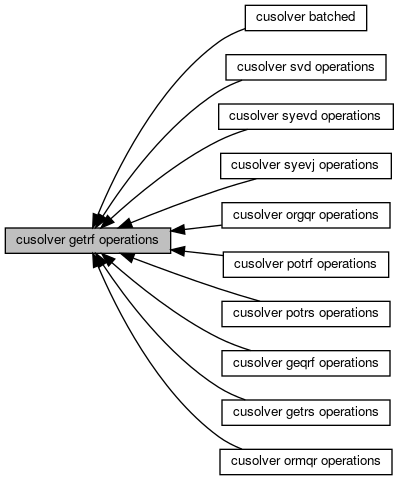 cusolver batched
cusolver svd operations
cusolver syevd operations
cusolver syevj operations
cusolver orgqr operations
cusolver getrf operations
cusolver potrf operations
cusolver potrs operations
cusolver geqrf operations
cusolver getrs operations
cusolver ormqr operations